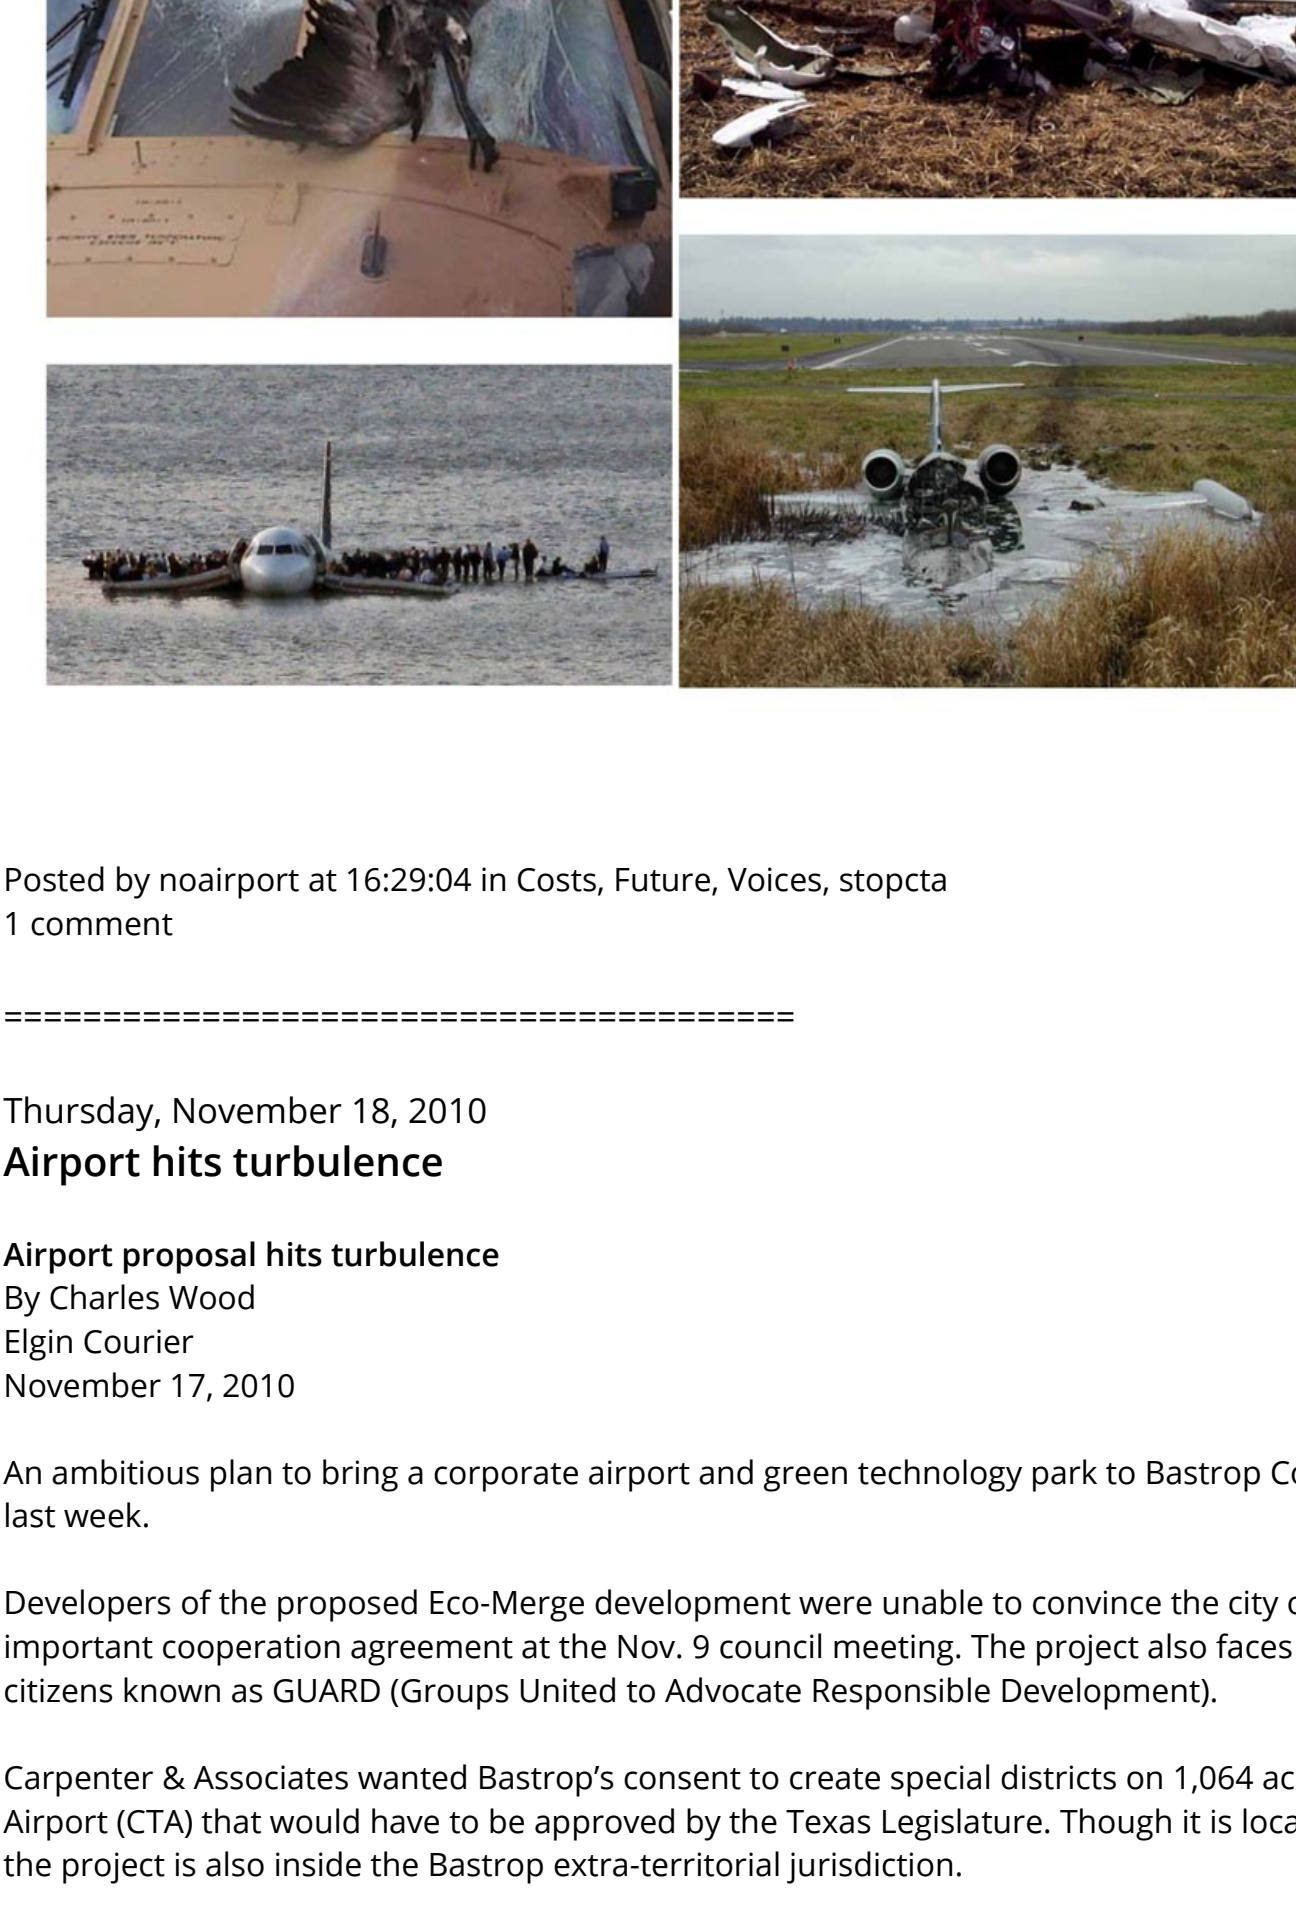 Posted by noairport at 16:29:04 in Costs, Future, Voices, stopcta
1 comment
========================================
Thursday, November 18, 2010
Airport hits turbulence
Airport proposal hits turbulence
By Charles Wood
Elgin Courier
November 17, 2010
An ambitious plan to bring a corporate airport and green technology park to Bastrop
last week.
Developers of the proposed Eco-Merge development were unable to convince the city
important cooperation agreement at the Nov. 9 council meeting. The project also faces
citizens known as GUARD (Groups United to Advocate Responsible Development).
Carpenter & Associates wanted Bastrop’s consent to create special districts on 1,064
Airport (CTA) that would have to be approved by the Texas Legislature. Though it is
the project is also inside the Bastrop extra-territorial jurisdiction.